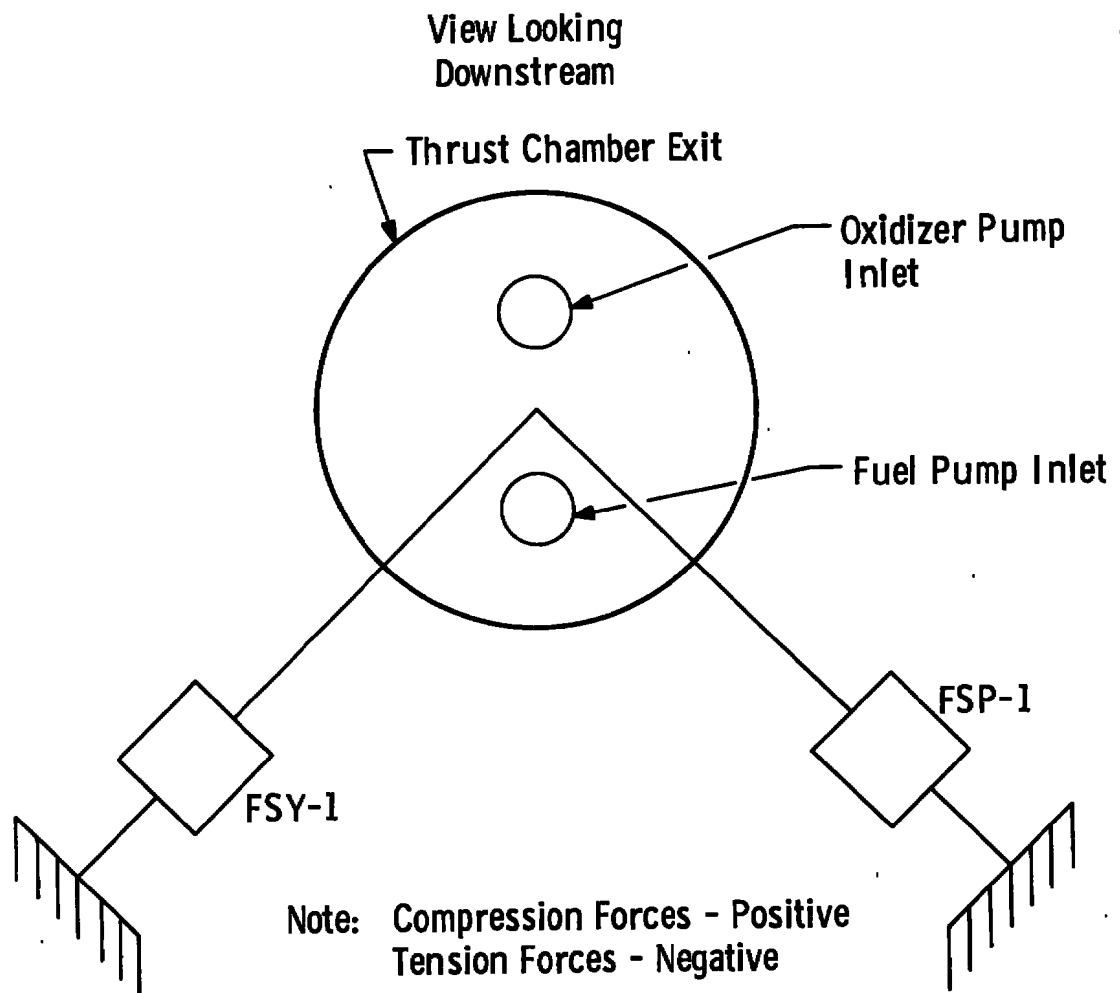 View Looking
Downstream
Thrust Chamber Exit
Oxidizer Pump
Inlet
Fuel Pump Inlet
FSP-1
FSY-1
Note: Compression Forces - Positive
Tension Forces - Negative